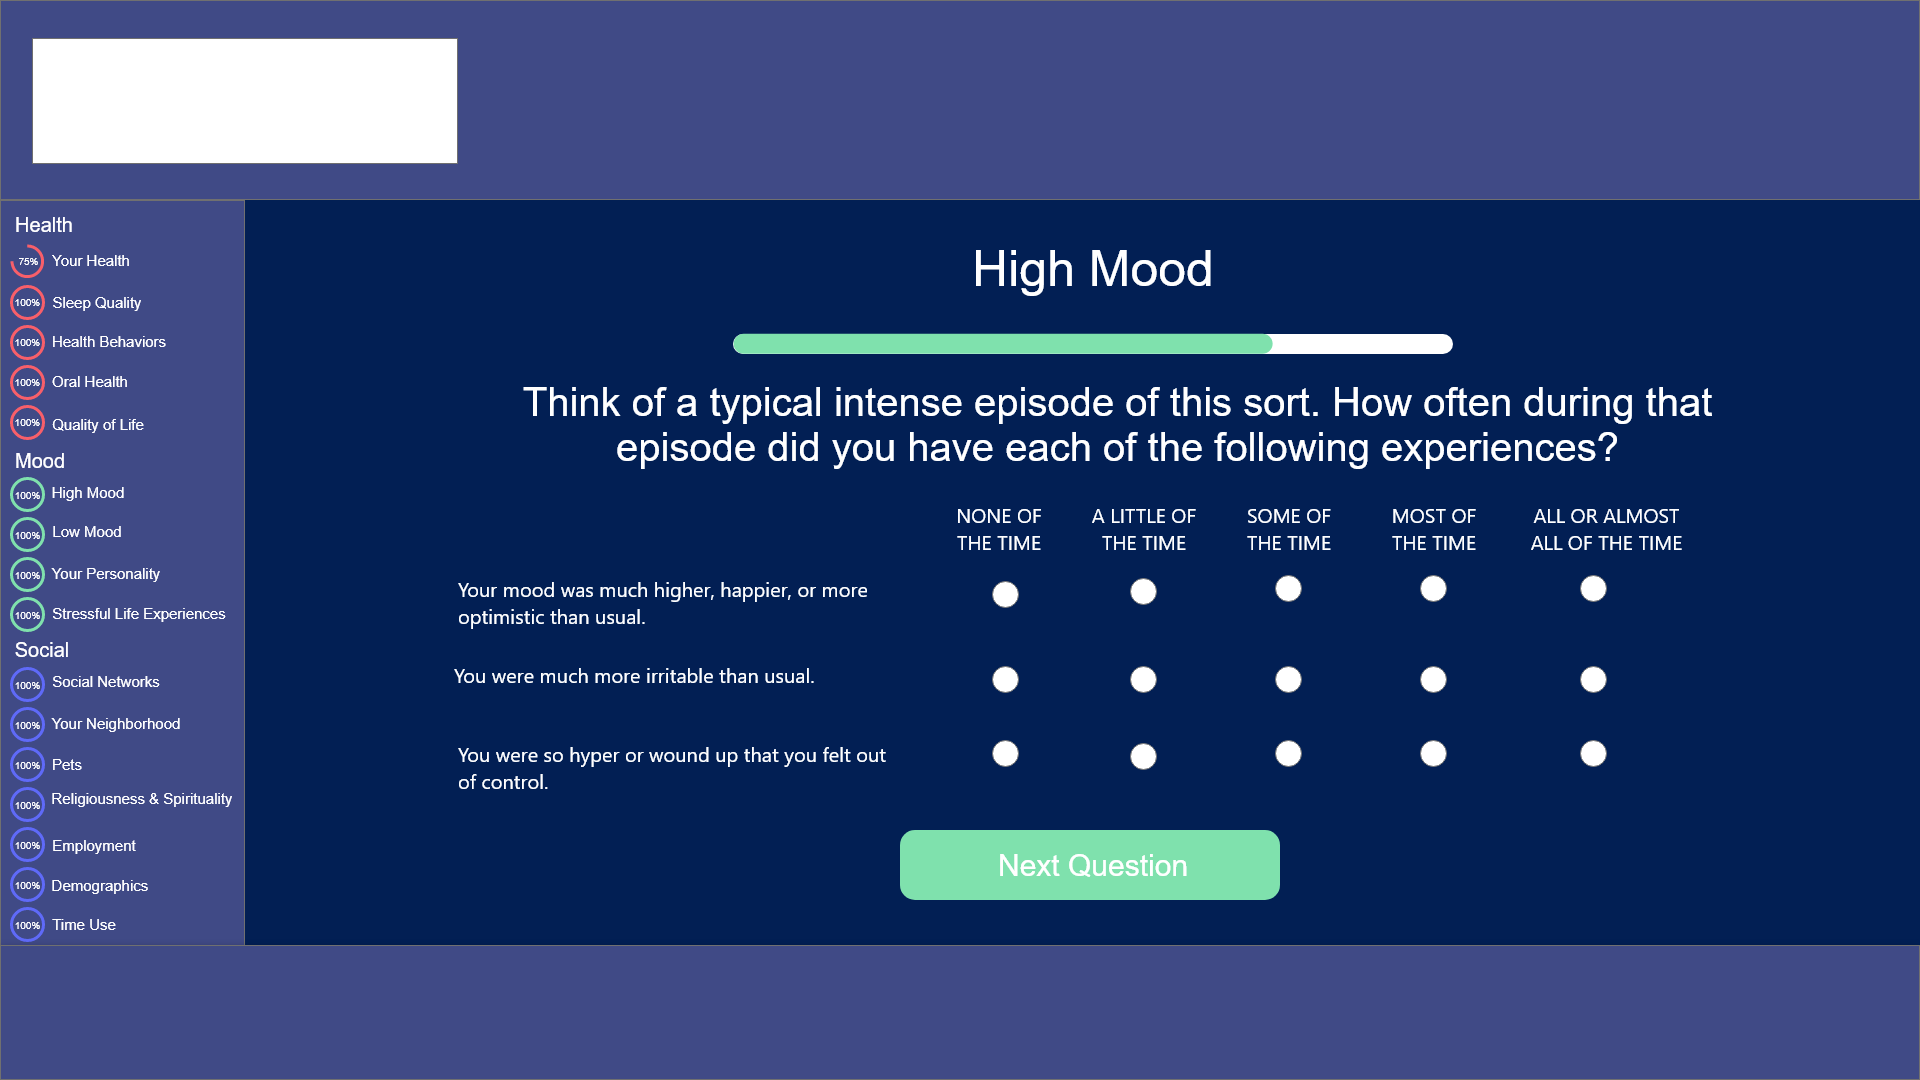 Health
75% Your Health
100% Sleep Quality
100% Health Behaviors
100% Oral Health
100% Quality of Life
Mood
100% High Mood
100% Low Mood
100% Your Personality
100% Stressful Life Experiences
Social
100% Social Networks
100% Your Neighborhood
100% Pets
100% Religiousness & Spirituality
100% Employment
100% Demographics
100% Time Use
High Mood
Think of a typical intense episode of this sort. How often during that
episode did you have each of the following experiences?
NONE OF
THE TIME
A LITTLE OF
THE TIME
SOME OF
THE TIME
MOST OF
THE TIME
ALL OR ALMOST
ALL OF THE TIME
Your mood was much higher, happier, or more
optimistic than usual.
You were much more irritable than usual.
You were so hyper or wound up that you felt out
of control.
Next Question